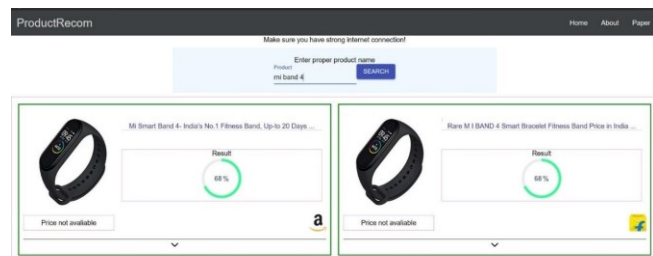 ProductRecom
Home About Paper
Make sure you have strong internet connection!
Enter proper product name
Product
mi band 4
SEARCH
Mi Smart Band 4- India's No.1 Fitness Band, Up-to 20 Days ...
Result
68 %
Price not avaliable
a
Rare M I BAND 4 Smart Bracelet Fitness Band Price in India ...
Result
68 %
Price not avaliable